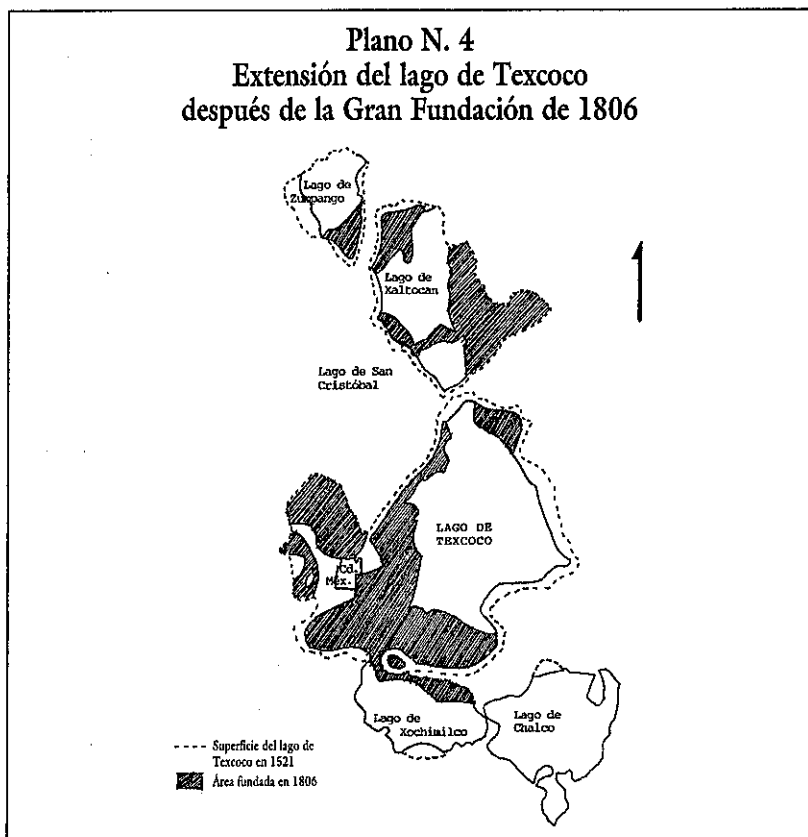 Plano N. 4
Extensión del lago de Texcoco
después de la Gran Fundación de 1806
Lago de
Zumpango
Lago de
Xaltocan
Lago de San
Cristóbal
LAGO DE
TEXCOCO
Cd.
Méx.
Lago de
Xochimilco
Lago de
Chalco
Superficie del lago de
Texcoco en 1521
Área fundada en 1806